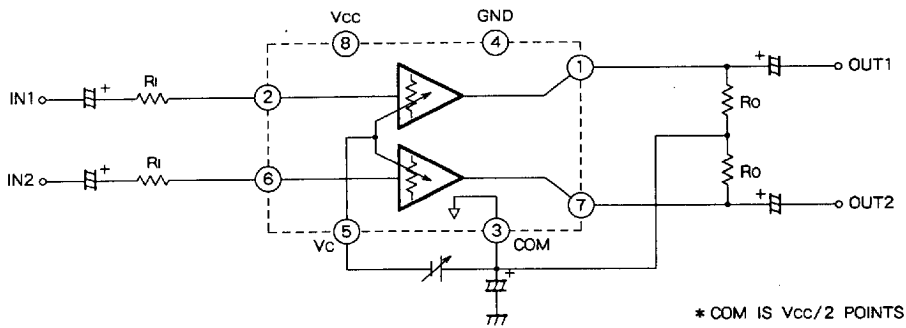 Vcc
GND
8
4
1
+
OUT1
IN1
+
RI
2
Ro
IN2
+
RI
6
Ro
7
+
OUT2
5
3
Vc
COM
+
* COM IS Vcc/2 POINTS